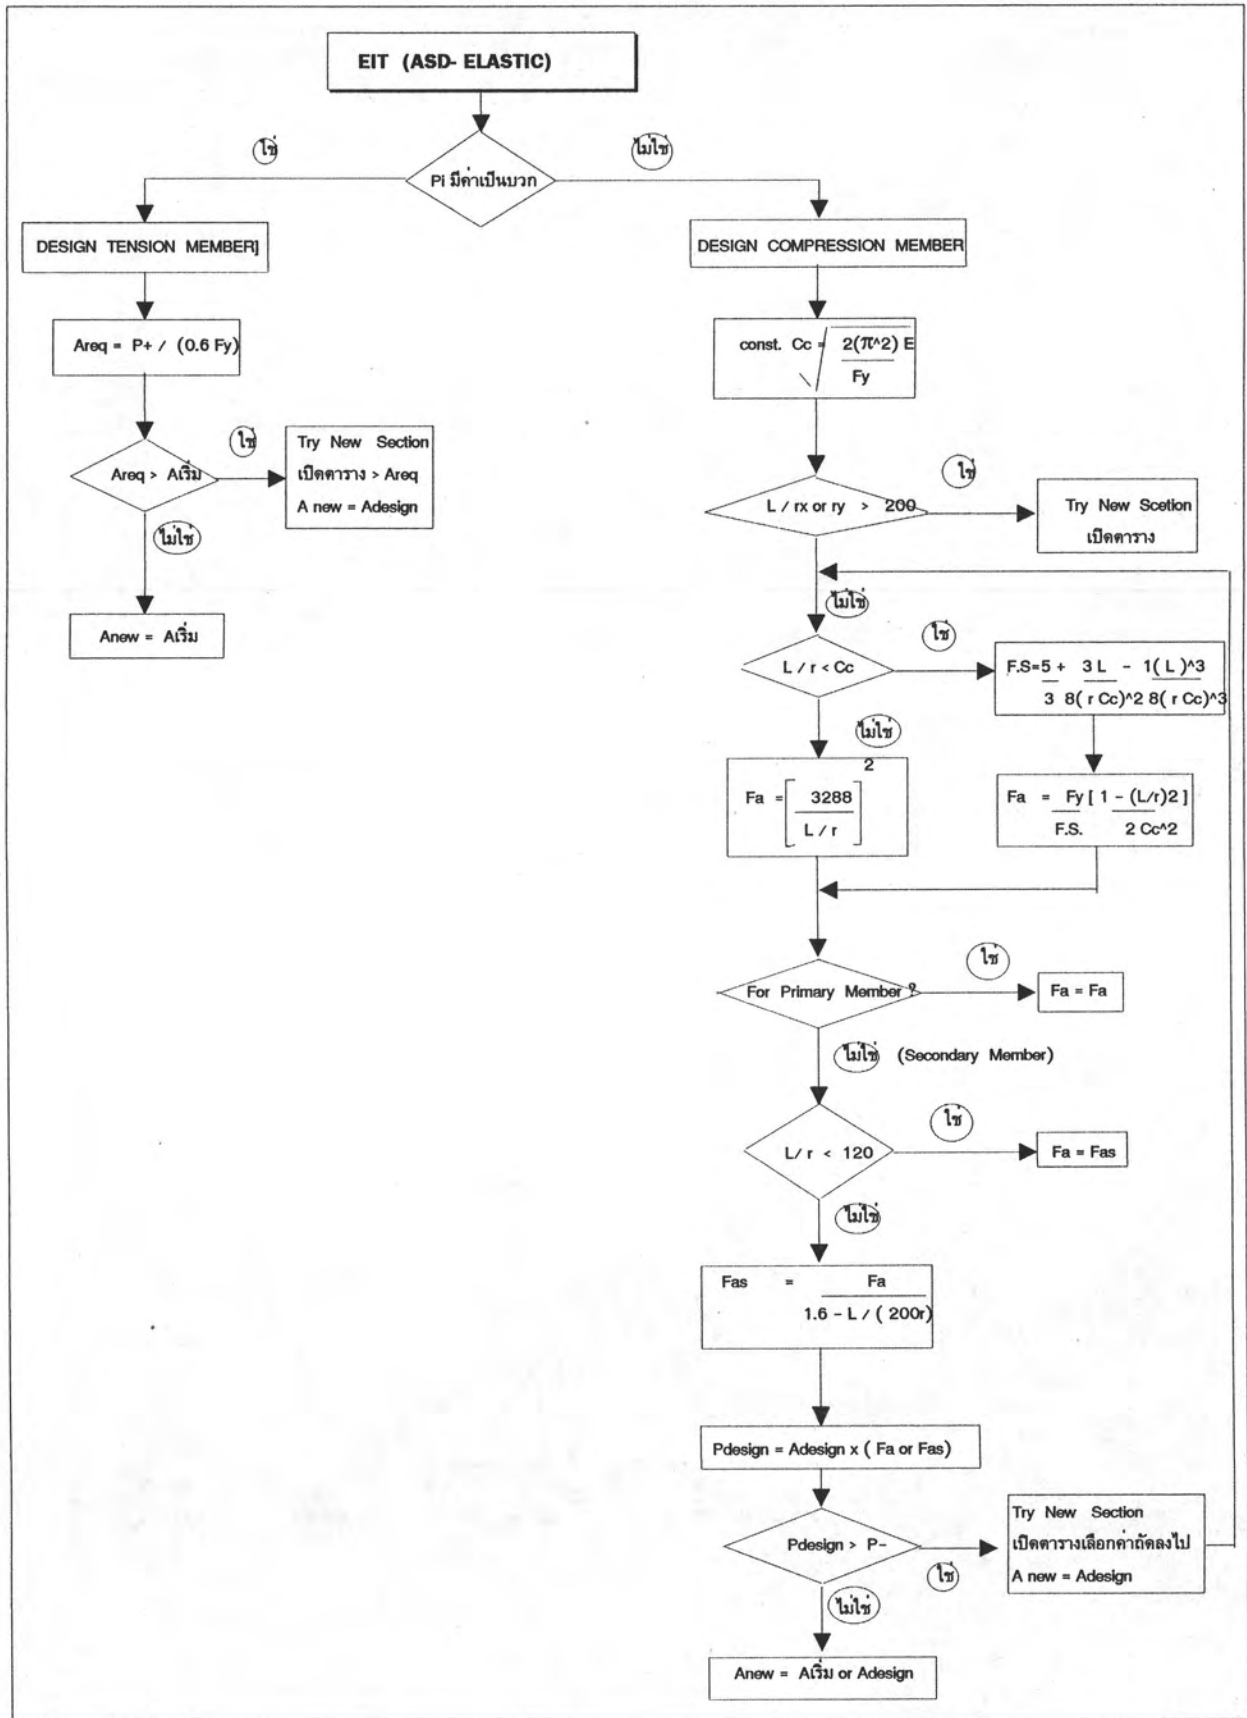 EIT (ASD- ELASTIC)
ใช่
ไม่ใช่
Pi มีค่าเป็นบวก
DESIGN TENSION MEMBER]
DESIGN COMPRESSION MEMBER
Areq = P+ / (0.6 Fy)
const. Cc = √ 2(π^2) E
Fy
Areq > Aเริ่ม
ใช่
Try New Section
เปิดตาราง > Areq
A new = Adesign
ไม่ใช่
Anew = Aเริ่ม
L / rx or ry > 200
ใช่
Try New Scetion
เปิดตาราง
ไม่ใช่
L / r < Cc
ใช่
F.S=5 + 3 L - 1( L )^3
3 8( r Cc)^2 8( r Cc)^3
ไม่ใช่
2
Fa = [ 3288 ]
L / r
Fa = Fy [ 1 - (L/r)2 ]
F.S. 2 Cc^2
For Primary Member ?
ใช่
Fa = Fa
ไม่ใช่ (Secondary Member)
L/ r < 120
ใช่
Fa = Fas
ไม่ใช่
Fas = Fa
1.6 - L / ( 200r)
Pdesign = Adesign x ( Fa or Fas)
Pdesign > P-
ใช่
Try New Section
เปิดตารางเลือกค่าถัดลงไป
A new = Adesign
ไม่ใช่
Anew = Aเริ่ม or Adesign